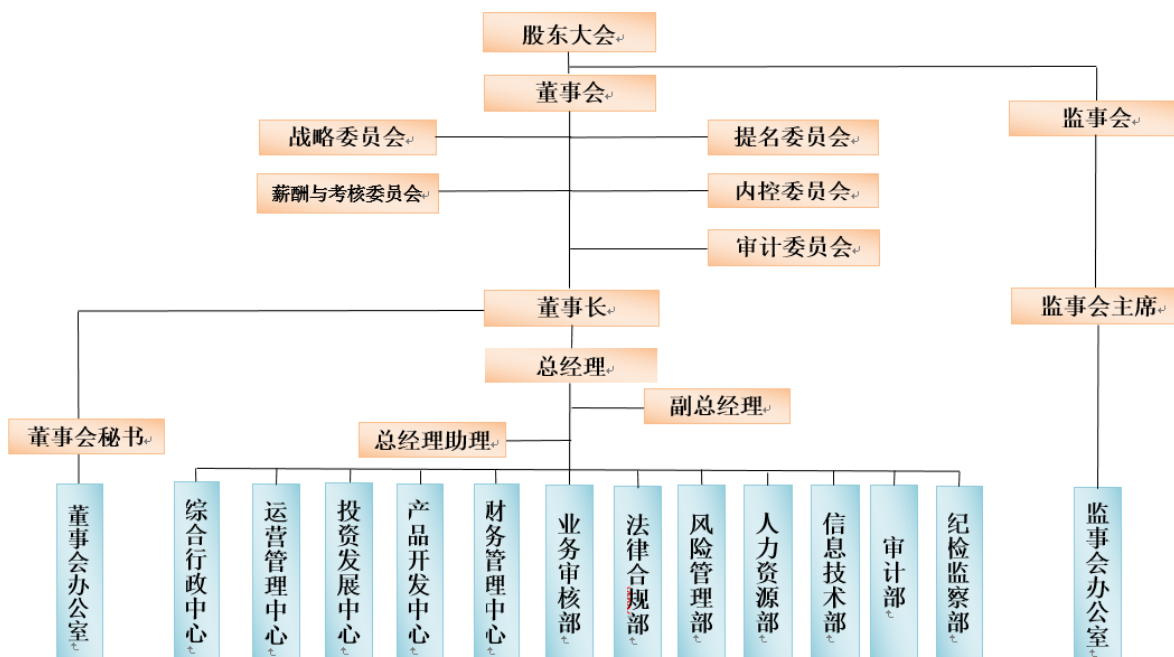 股东大会
董事会
监事会
战略委员会
提名委员会
薪酬与考核委员会
内控委员会
审计委员会
董事长
监事会主席
总经理
副总经理
董事会秘书
总经理助理
董事会办公室
综合行政中心
运营管理中心
投资发展中心
产品开发中心
财务管理中心
业务审核部
法律合规部
风险管理部
人力资源部
信息技术部
审计部
纪检监察部
监事会办公室